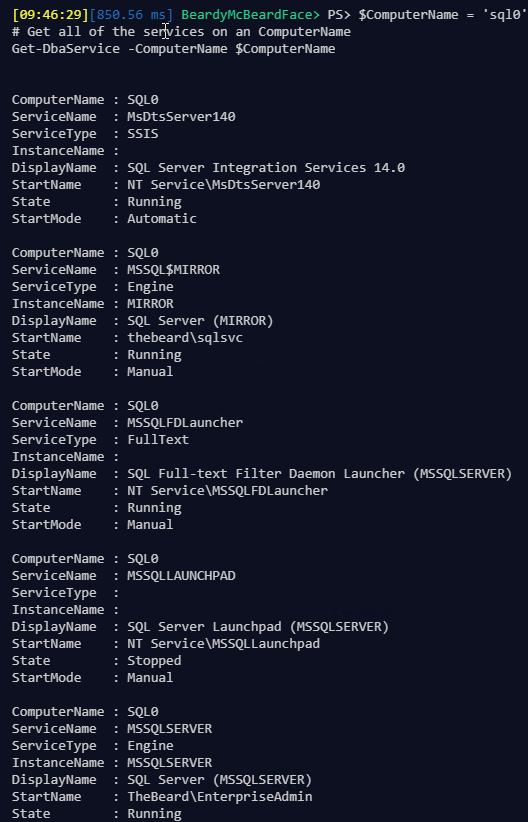 [09:46:29][850.56 ms] BeardyMcBeardFace> PS> $ComputerName = 'sql0'
# Get all of the services on an ComputerName
Get-DbaService -ComputerName $ComputerName
ComputerName : SQL0
ServiceName  : MsDtsServer140
ServiceType  : SSIS
InstanceName :
DisplayName  : SQL Server Integration Services 14.0
StartName    : NT Service\MsDtsServer140
State        : Running
StartMode    : Automatic
ComputerName : SQL0
ServiceName  : MSSQL$MIRROR
ServiceType  : Engine
InstanceName : MIRROR
DisplayName  : SQL Server (MIRROR)
StartName    : thebeard\sqlsvc
State        : Running
StartMode    : Manual
ComputerName : SQL0
ServiceName  : MSSQLFDLauncher
ServiceType  : FullText
InstanceName :
DisplayName  : SQL Full-text Filter Daemon Launcher (MSSQLSERVER)
StartName    : NT Service\MSSQLFDLauncher
State        : Running
StartMode    : Manual
ComputerName : SQL0
ServiceName  : MSSQLLAUNCHPAD
ServiceType  :
InstanceName :
DisplayName  : SQL Server Launchpad (MSSQLSERVER)
StartName    : NT Service\MSSQLLaunchpad
State        : Stopped
StartMode    : Manual
ComputerName : SQL0
ServiceName  : MSSQLSERVER
ServiceType  : Engine
InstanceName : MSSQLSERVER
DisplayName  : SQL Server (MSSQLSERVER)
StartName    : TheBeard\EnterpriseAdmin
State        : Running